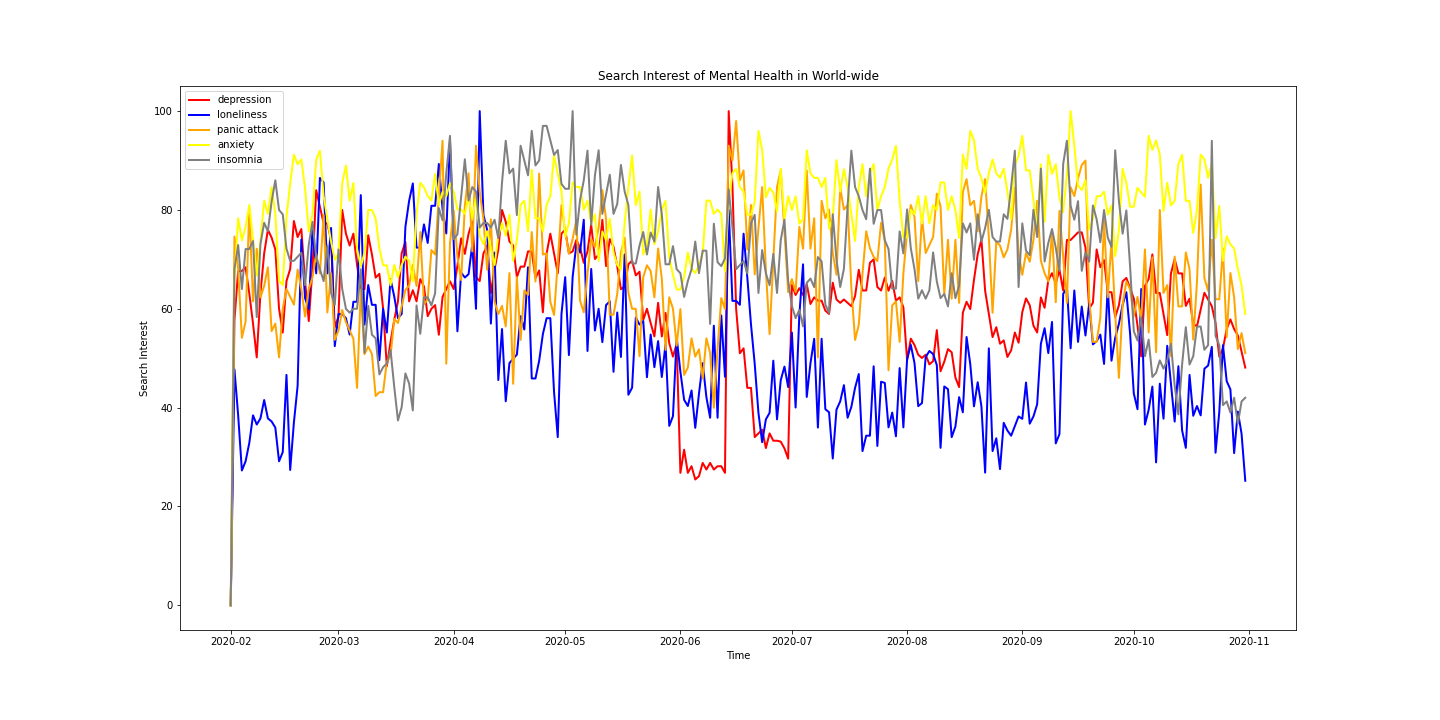 Search Interest of Mental Health in World-wide
depression
loneliness
panic attack
anxiety
insomnia
100
80
60
40
20
0
Search Interest
2020-02 2020-03 2020-04 2020-05 2020-06 2020-07 2020-08 2020-09 2020-10 2020-11
Time